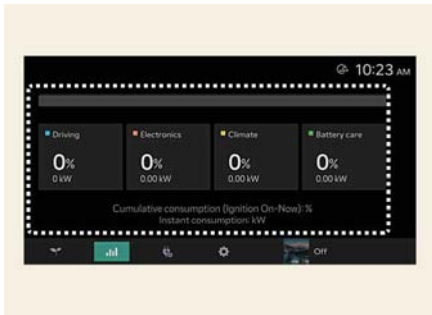 10:23 AM
Driving
0%
0 kW
Electronics
0%
0.00 kW
Climate
0%
0.00 kW
Battery care
0%
0.00 kW
Cumulative consumption (Ignition On-Now): %
Instant consumption: kW
Off